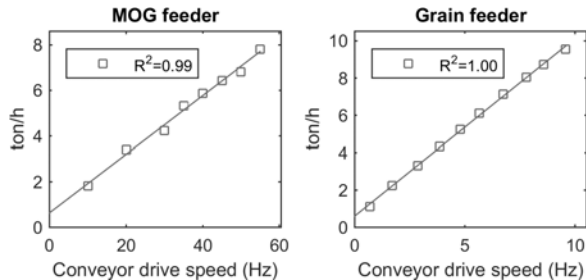 MOG feeder
Grain feeder
8
6
4
2
0
ton/h
R²=0.99
0
20
40
60
Conveyor drive speed (Hz)
10
8
6
4
2
0
ton/h
R²=1.00
0
5
10
Conveyor drive speed (Hz)